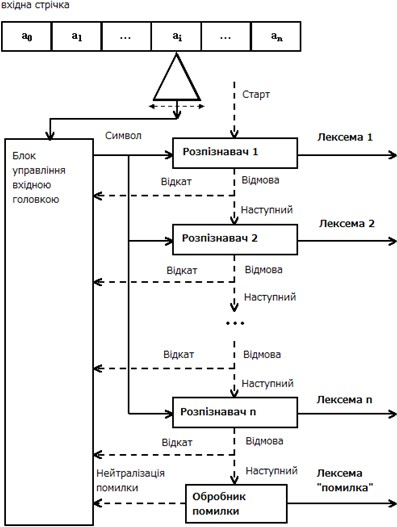 вхідна стрічка
a0 a1 ... ai ... an
Старт
Символ
Лексема 1
Блок
управління
вхідною
головкою
Розпізнавач 1
Відкат Відмова
Наступний
Лексема 2
Розпізнавач 2
Відкат Відмова
Наступний
...
Відкат Відмова
Наступний
Лексема n
Розпізнавач n
Відкат Відмова
Нейтралізація
помилки
Наступний
Лексема
"помилка"
Обробник
помилки